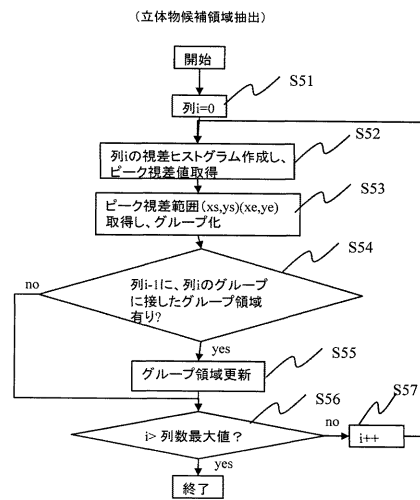 (立体物候補領域抽出)
開始
S51
列i=0
S52
列iの視差ヒストグラム作成し、
ピーク視差値取得
S53
ピーク視差範囲(xs,ys)(xe,ye)
取得し、グループ化
S54
no
列i-1に、列iのグループ
に接したグループ領域
有り?
yes
S55
グループ領域更新
S56
S57
i> 列数最大値?
no
i++
yes
終了